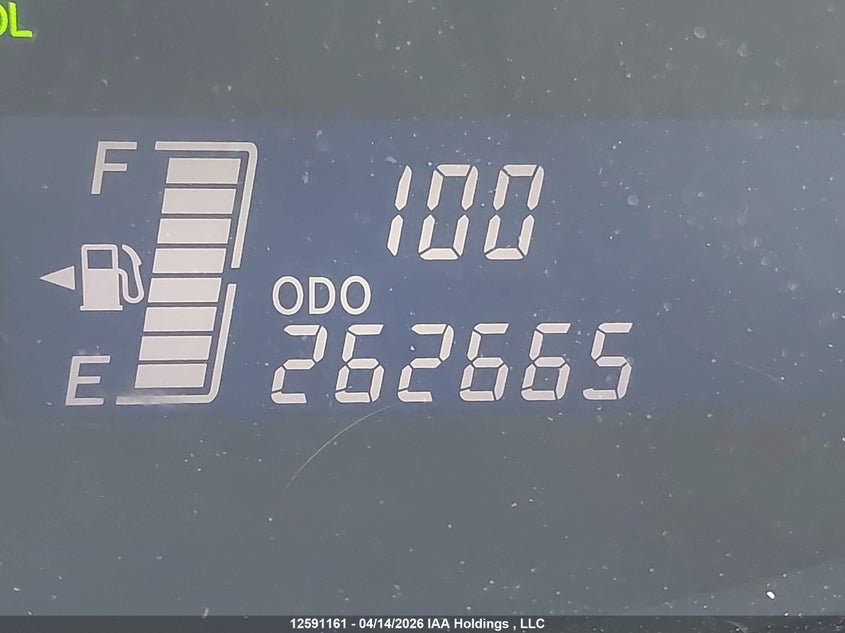 OL
F
100
ODO
E
262665
12591161 - 04/14/2026 IAA Holdings , LLC